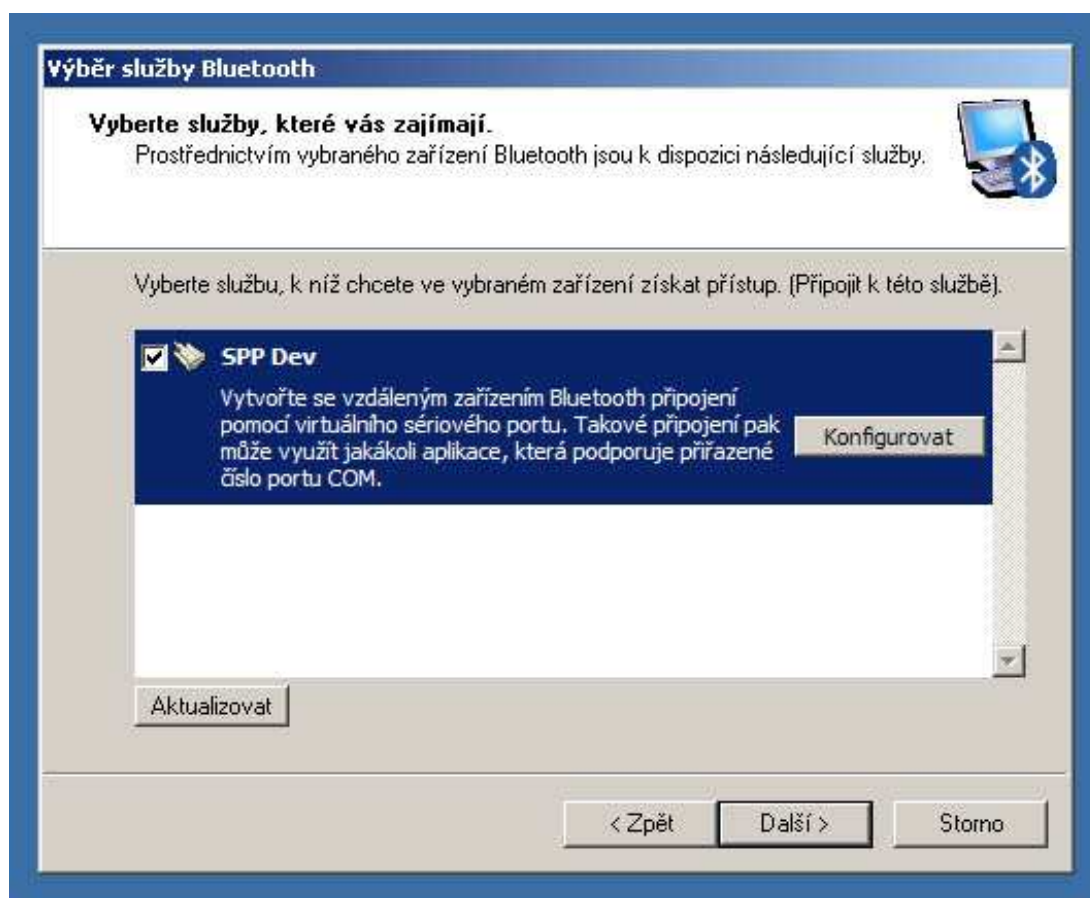 Výběr služby Bluetooth
Vyberte služby, které vás zajímají.
Prostřednictvím vybraného zařízení Bluetooth jsou k dispozici následující služby.
Vyberte službu, k níž chcete ve vybraném zařízení získat přístup. (Připojit k této službě).
SPP Dev
Vytvořte se vzdáleným zařízením Bluetooth připojení
pomocí virtuálního sériového portu. Takové připojení pak
může využít jakákoli aplikace, která podporuje přiřazené
číslo portu COM.
Konfigurovat
Aktualizovat
< Zpět
Další >
Storno